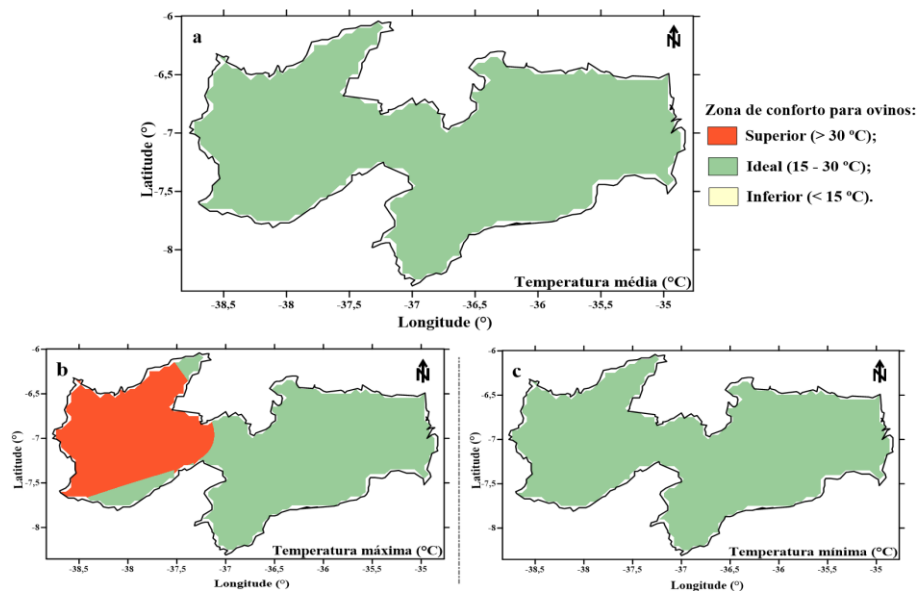 a
N
-6
-6,5
-7
-7,5
-8
Latitude (°)
Temperatura média (°C)
-38,5 -38 -37,5 -37 -36,5 -36 -35,5 -35
Longitude (°)
Zona de conforto para ovinos:
Superior (> 30 ºC);
Ideal (15 - 30 ºC);
Inferior (< 15 ºC).
b
N
-6
-6,5
-7
-7,5
-8
Latitude (°)
Temperatura máxima (°C)
-38,5 -38 -37,5 -37 -36,5 -36 -35,5 -35
Longitude (°)
c
N
-6
-6,5
-7
-7,5
-8
Latitude (°)
Temperatura mínima (°C)
-38,5 -38 -37,5 -37 -36,5 -36 -35,5 -35
Longitude (°)